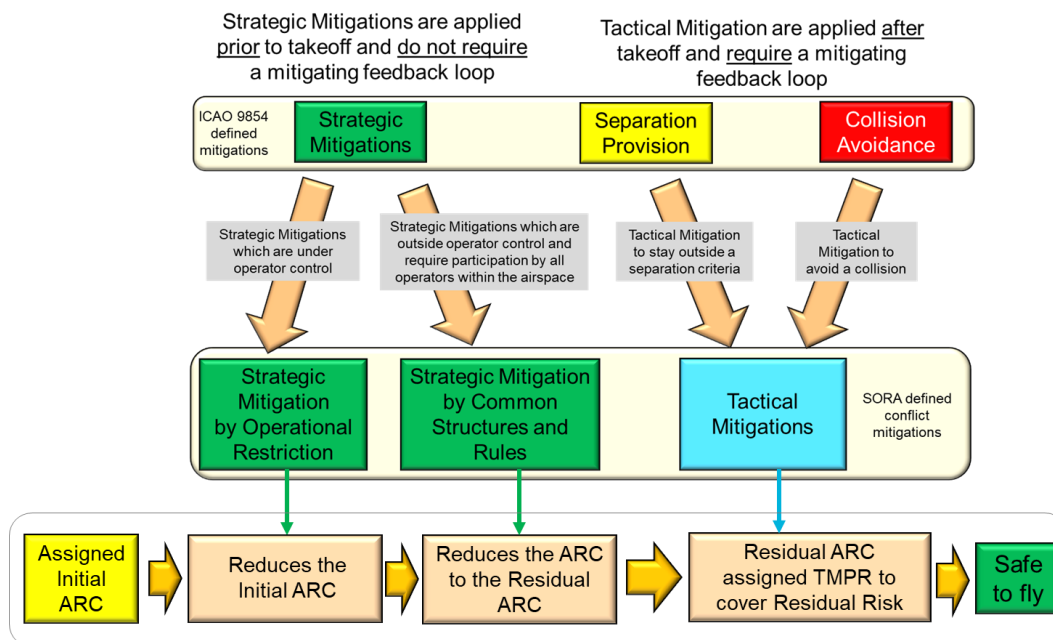 Strategic Mitigations are applied
prior to takeoff and do not require
a mitigating feedback loop
Tactical Mitigation are applied after
takeoff and require a mitigating
feedback loop
ICAO 9854
defined
mitigations
Strategic
Mitigations
Separation
Provision
Collision
Avoidance
Strategic Mitigations
which are under
operator control
Strategic Mitigations which are
outside operator control and
require participation by all
operators within the airspace
Tactical Mitigation
to stay outside a
separation criteria
Tactical
Mitigation to
avoid a collision
Strategic
Mitigation
by Operational
Restriction
Strategic Mitigation
by Common
Structures and
Rules
Tactical
Mitigations
SORA defined
conflict
mitigations
Assigned
Initial
ARC
Reduces the
Initial ARC
Reduces the ARC
to the Residual
ARC
Residual ARC
assigned TMPR to
cover Residual Risk
Safe
to fly